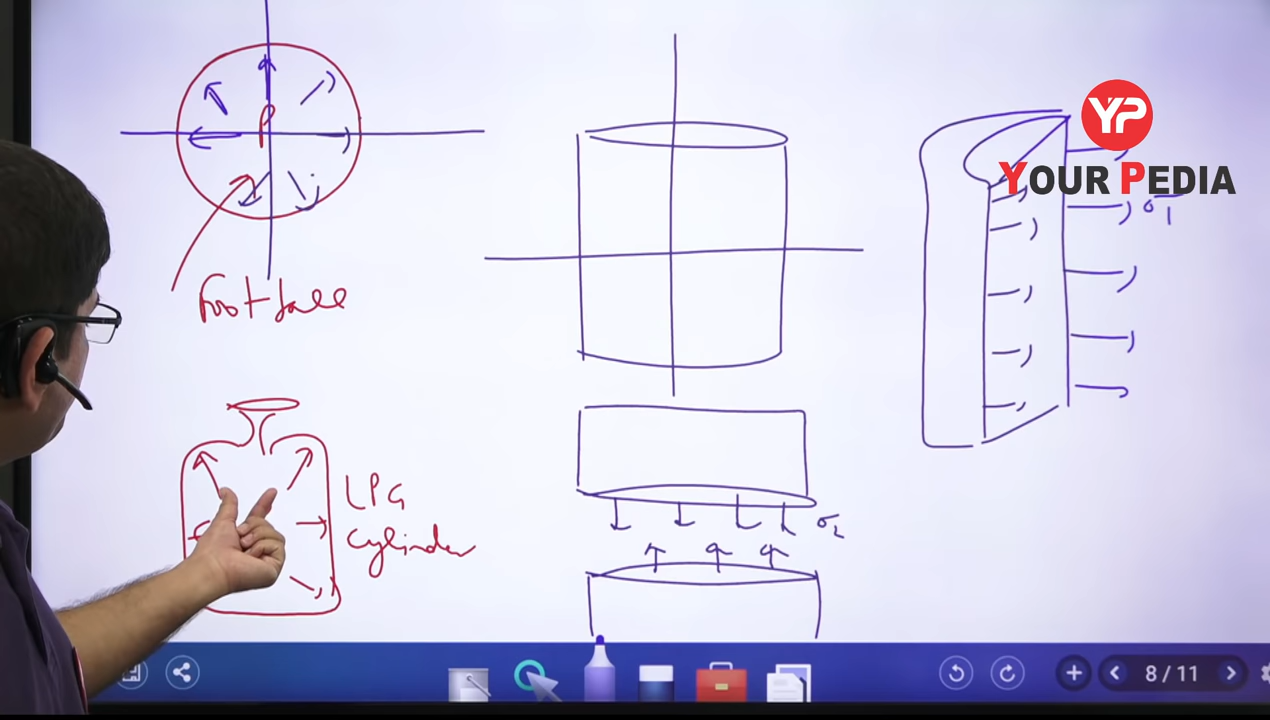 P
Foot ball
LPG
cylinder
σ2
σ1
YP
YOUR PEDIA
8 / 11